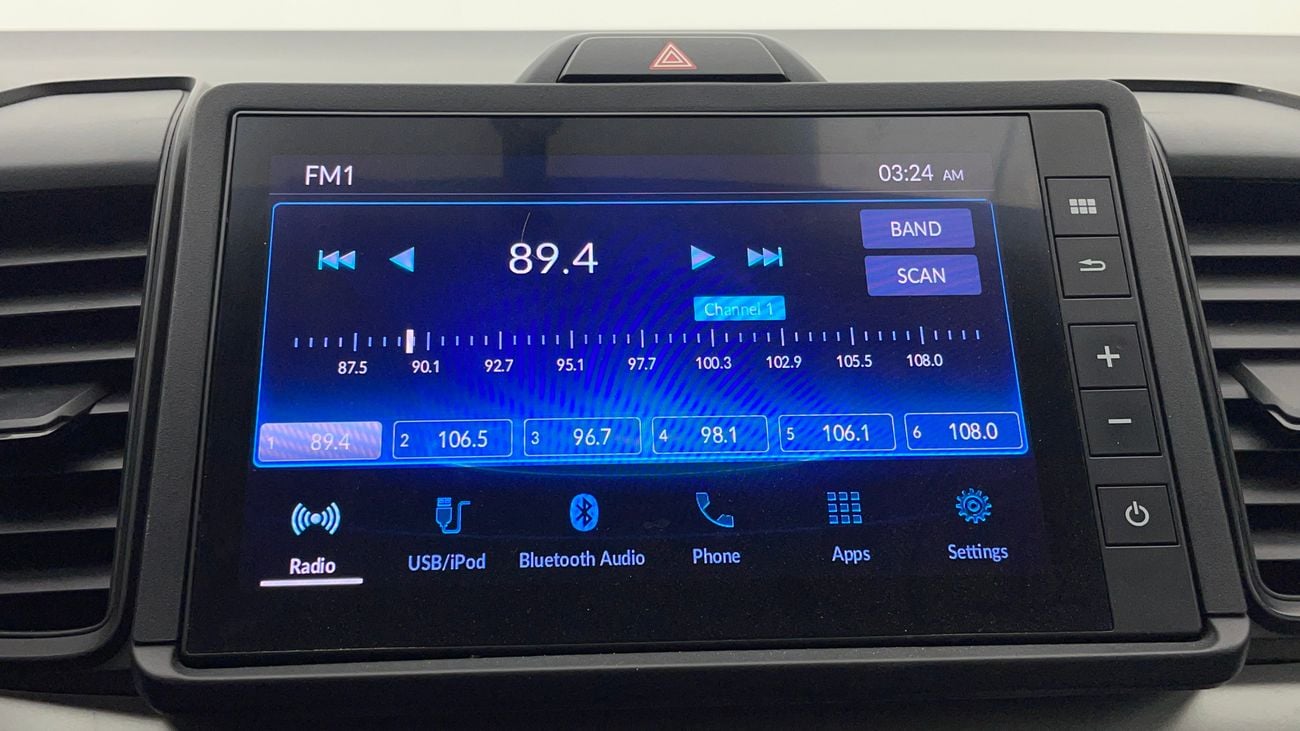 FM1 03:24 AM
89.4 BAND
SCAN
Channel 1
87.5 90.1 92.7 95.1 97.7 100.3 102.9 105.5 108.0
1 89.4 2 106.5 3 96.7 4 98.1 5 106.1 6 108.0
Radio USB/iPod Bluetooth Audio Phone Apps Settings